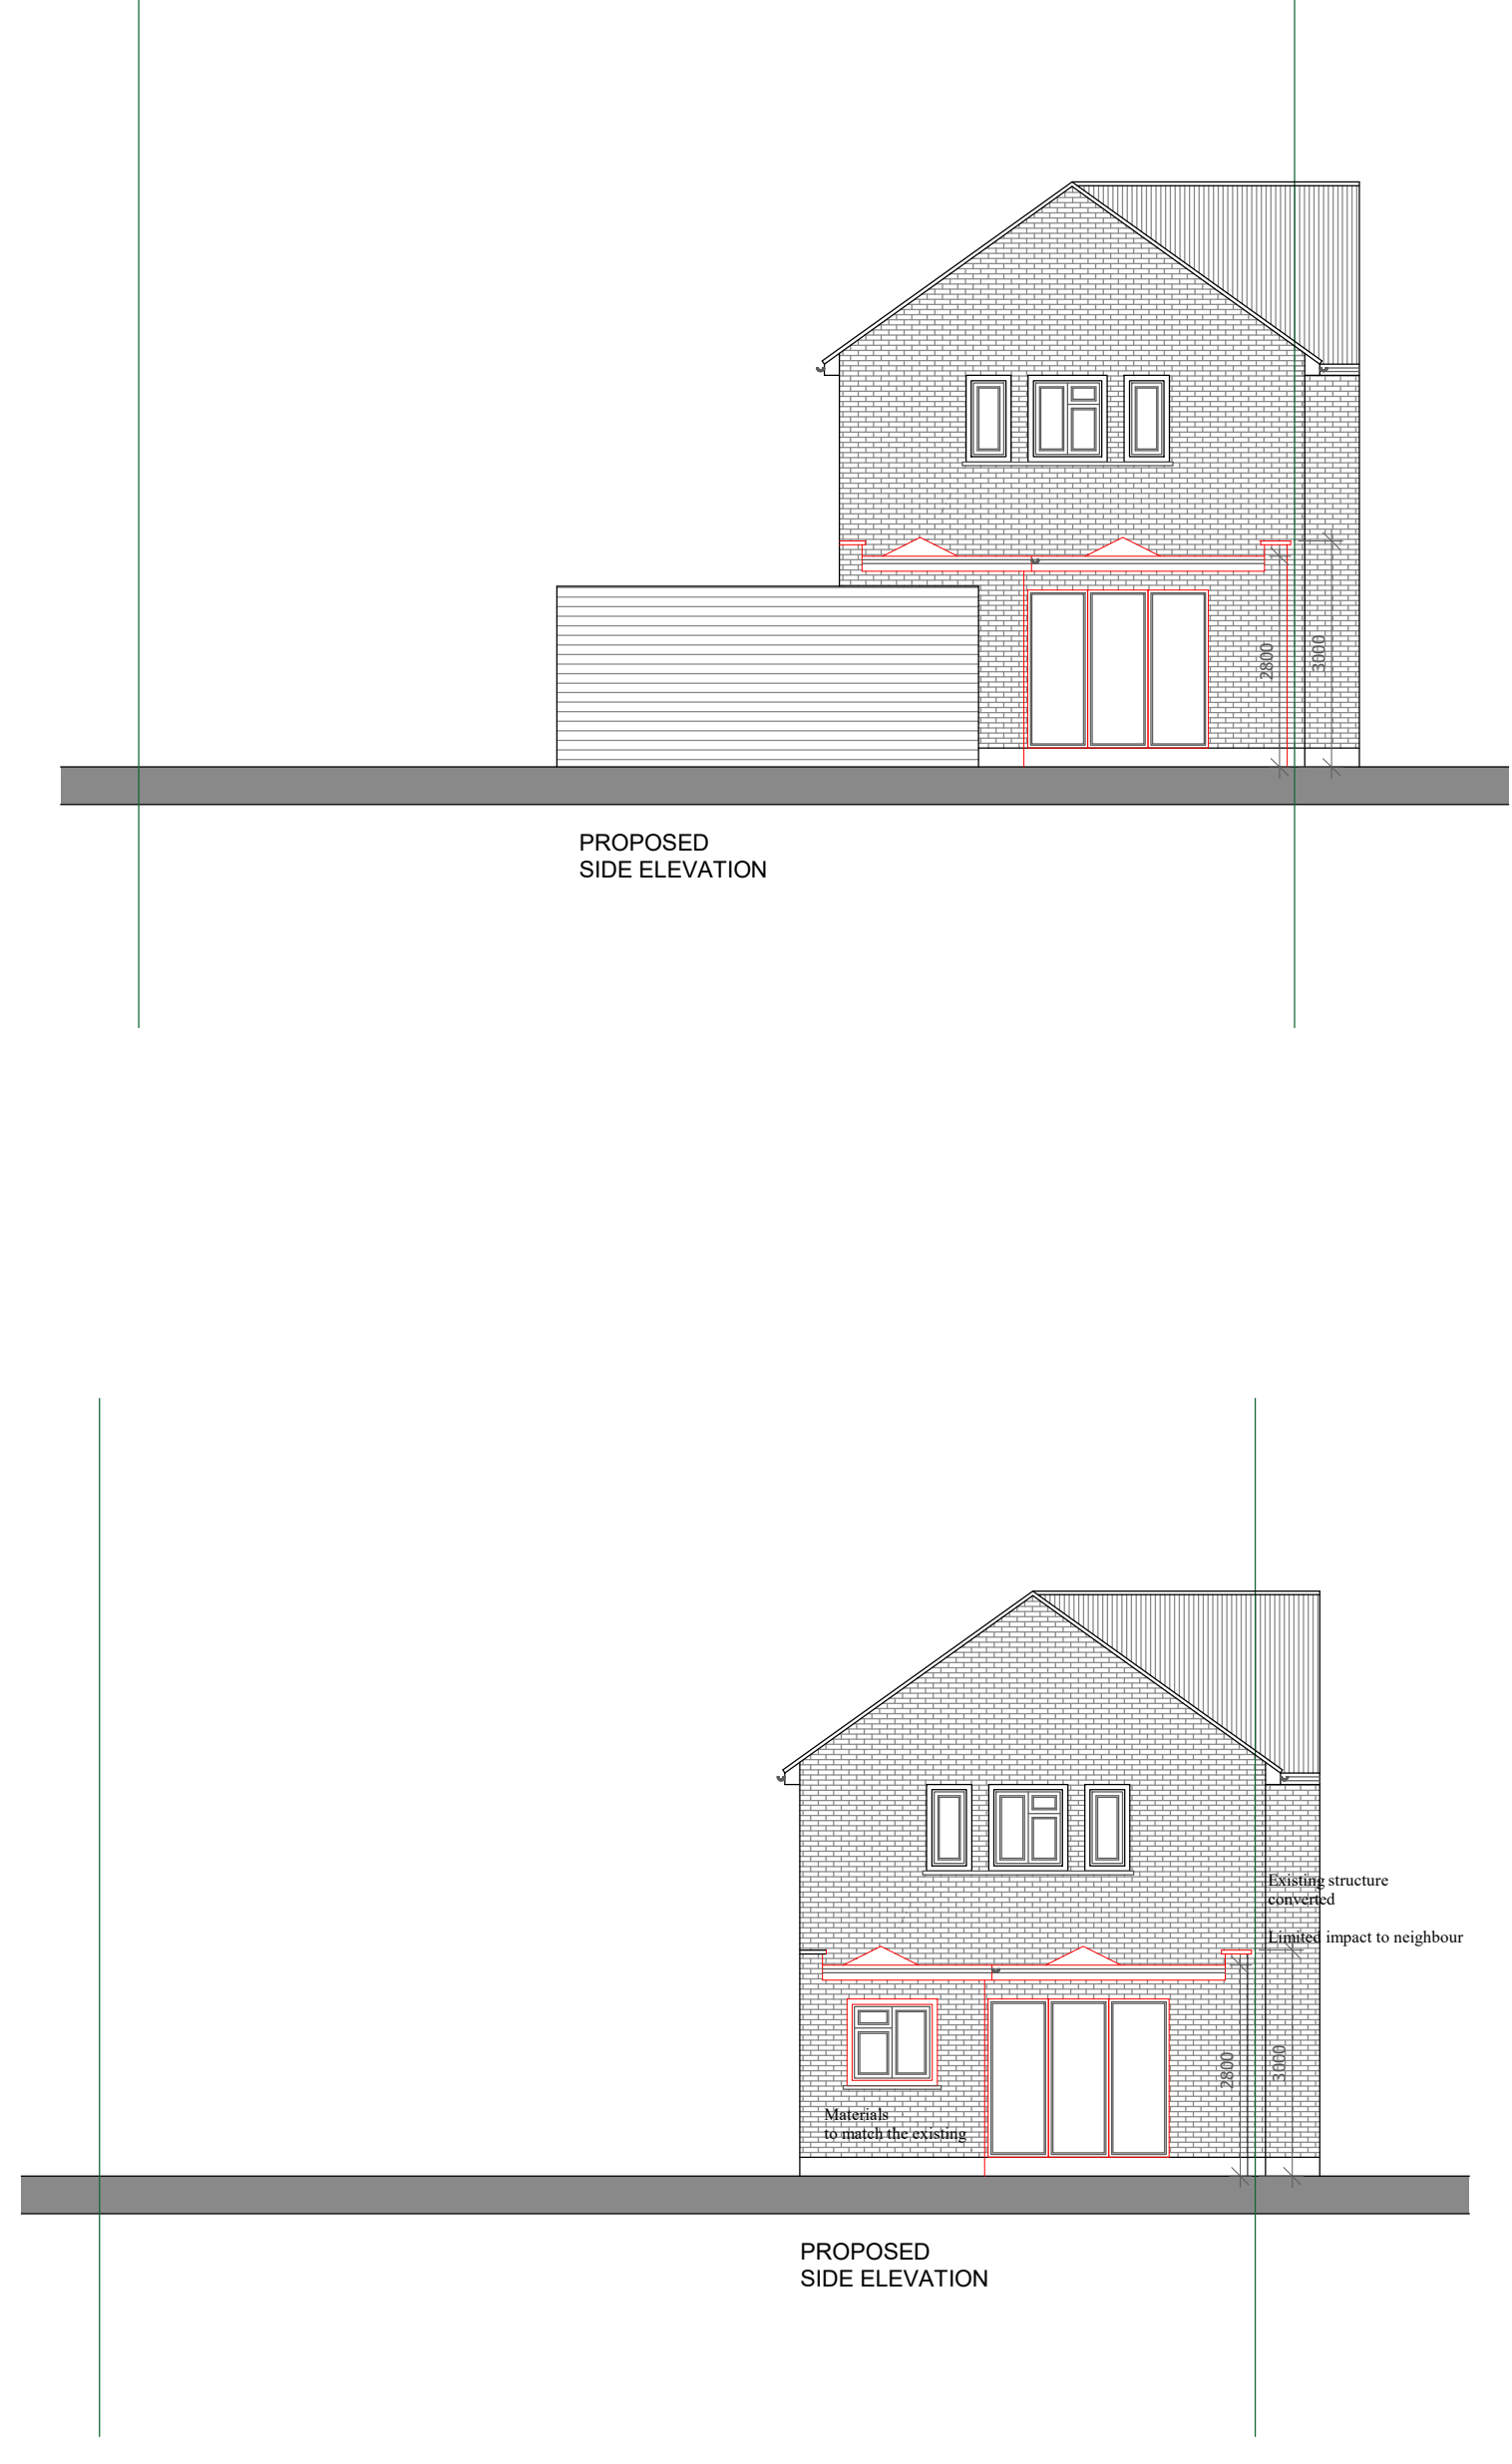 2800
3000
PROPOSED
SIDE ELEVATION
Existing structure
converted
Limited impact to neighbour
2800
3000
Materials
to match the existing
PROPOSED
SIDE ELEVATION